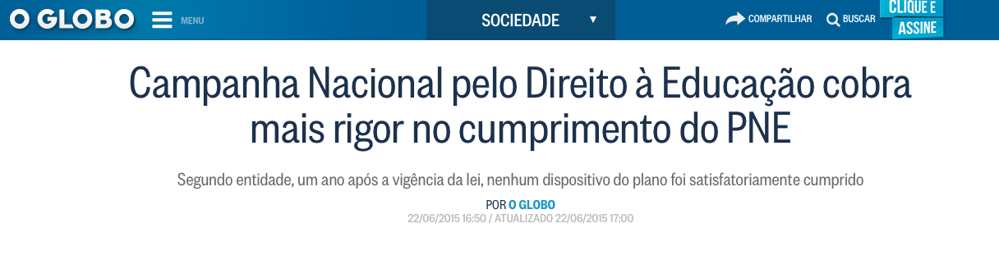 O GLOBO MENU SOCIEDADE ▼ COMPARTILHAR BUSCAR CLIQUE E
ASSINE
Campanha Nacional pelo Direito à Educação cobra
mais rigor no cumprimento do PNE
Segundo entidade, um ano após a vigência da lei, nenhum dispositivo do plano foi satisfatoriamente cumprido
POR O GLOBO
22/06/2015 16:50 / ATUALIZADO 22/06/2015 17:00